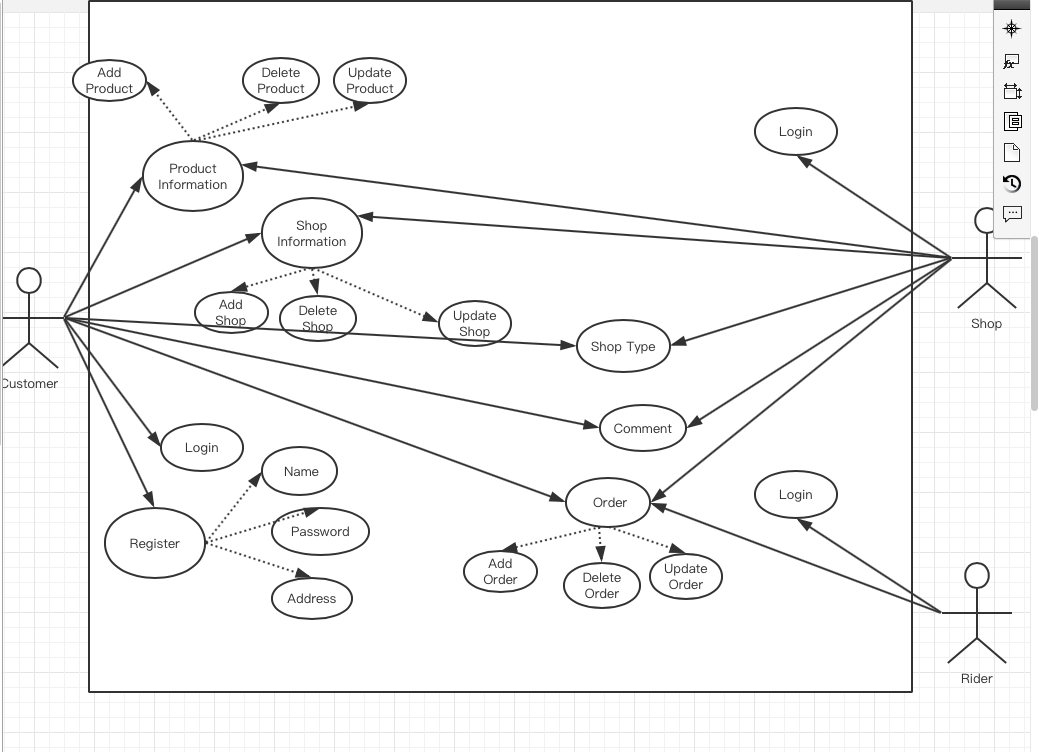 Add
Product
Delete
Product
Update
Product
Login
Product
Information
Shop
Information
Add
Shop
Delete
Shop
Update
Shop
Shop Type
Shop
Customer
Comment
Login
Name
Order
Login
Password
Register
Add
Order
Delete
Order
Update
Order
Address
Rider